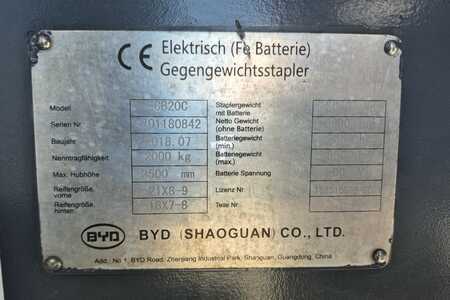 CE Elektrisch (Fe Batterie)
Gegengewichtsstapler
Modell
Staplergewicht
mit Batterie
Serien Nr
Netto Gewicht
(ohne Batterie)
Baujahr 2018.07
Batteriegewicht
(min.)
Nenntragfähigkeit 2000 kg
Batteriegewicht
(max.)
Max. Hubhöhe 2500 mm
Batterie Spannung
Reifengröße,
vorne 21X8-9
Lizenz Nr
Reifengröße,
hinten 18X7-8
Teile Nr
BYD BYD (SHAOGUAN) CO., LTD.
Add.: No 1, BYD Road, Zhenjiang Industrial Park, Shaoguan, Guangdong, China